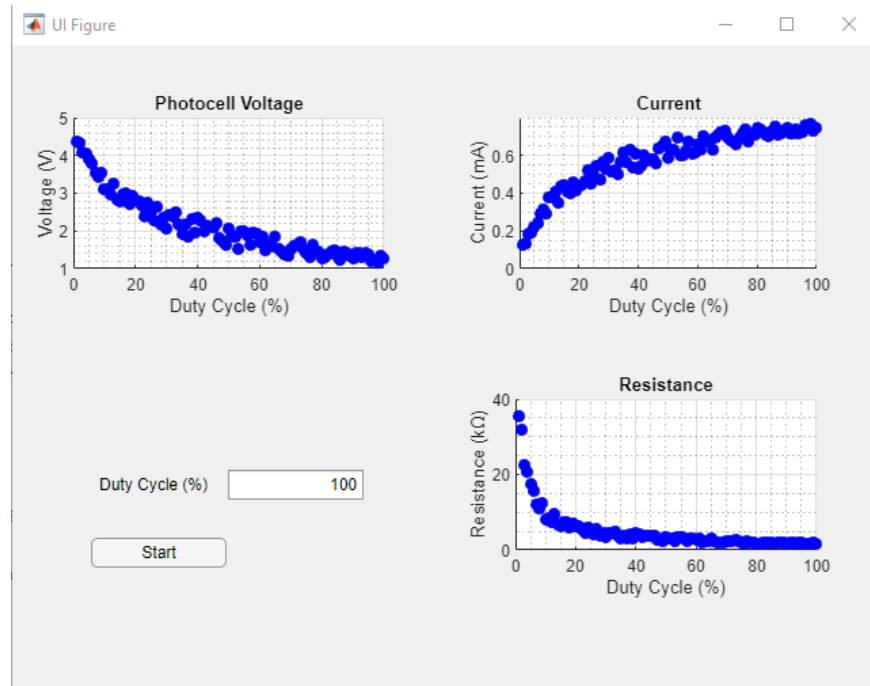 UI Figure
Photocell Voltage
5
4
3
2
1
Voltage (V)
0 20 40 60 80 100
Duty Cycle (%)
Current
0.6
0.4
0.2
0
Current (mA)
0 20 40 60 80 100
Duty Cycle (%)
Resistance
40
20
0
Resistance (kΩ)
0 20 40 60 80 100
Duty Cycle (%)
Duty Cycle (%) 100
Start